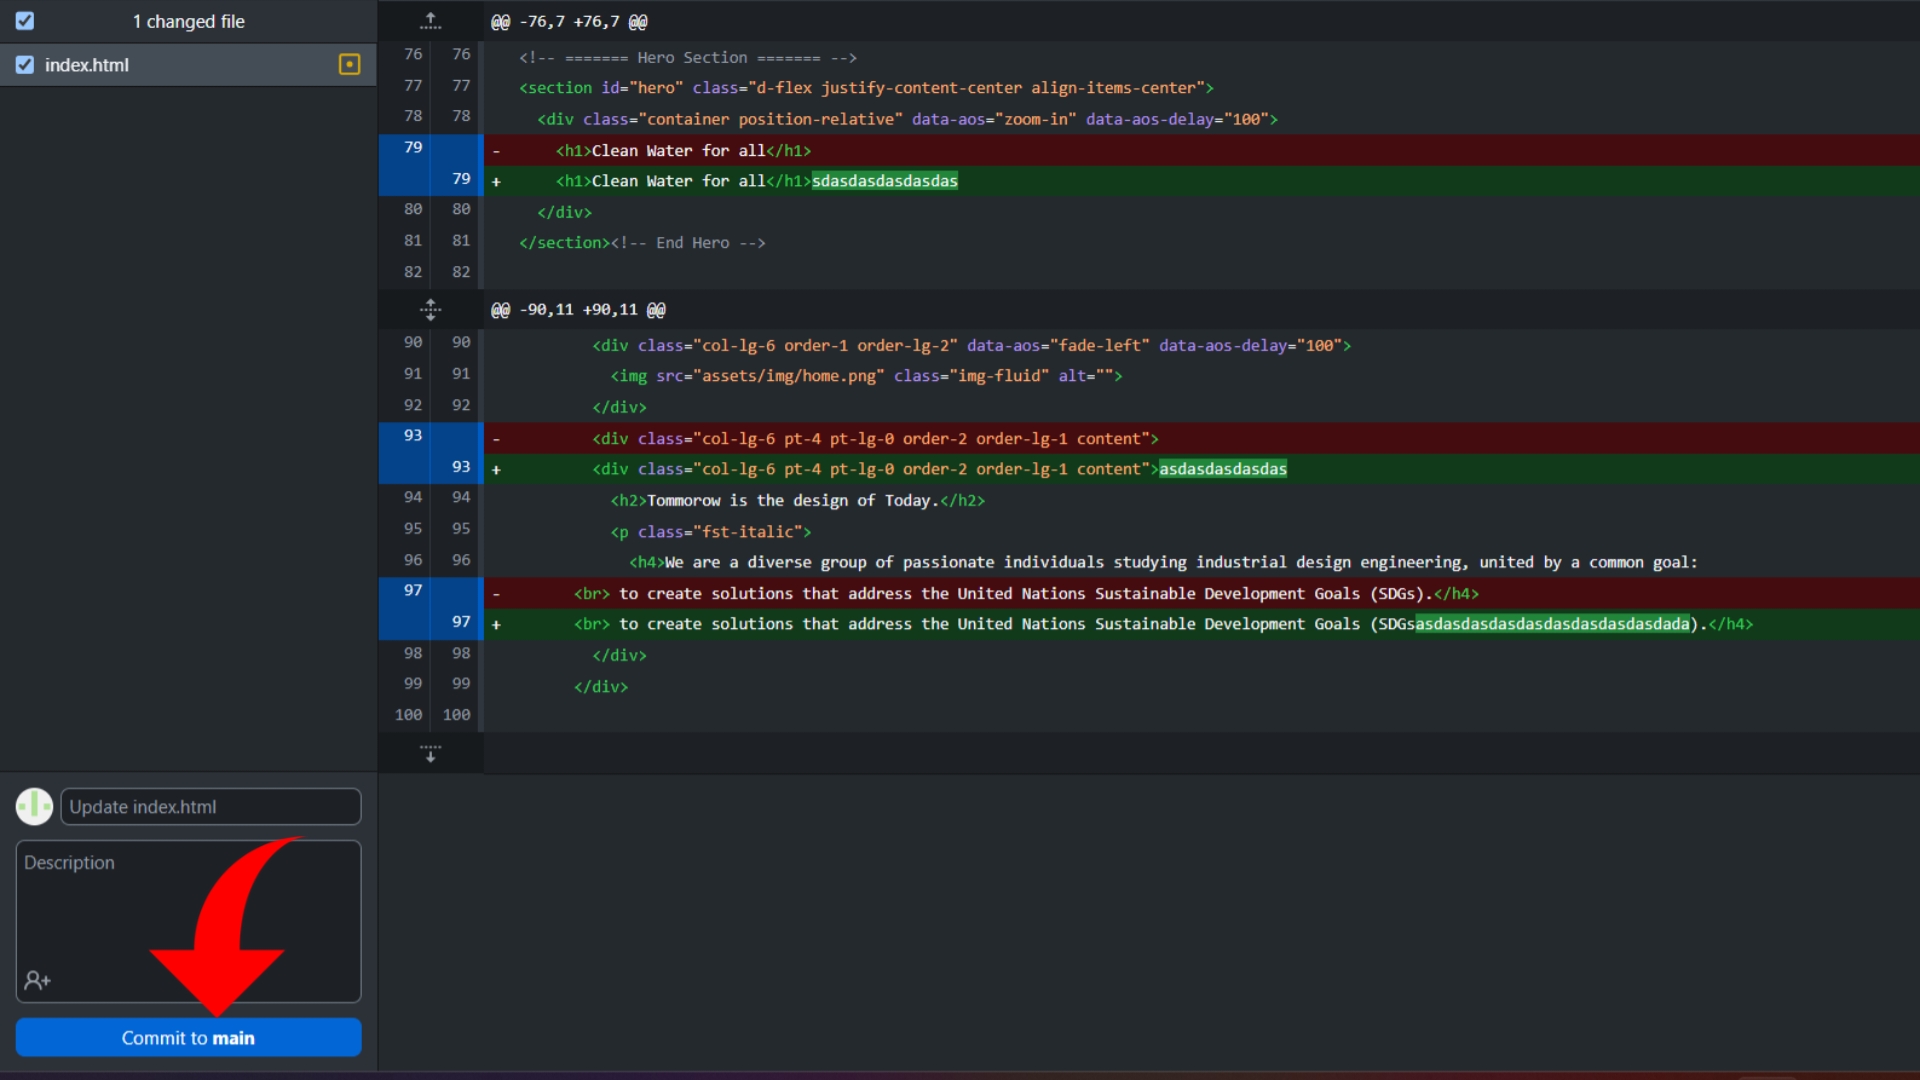 1 changed file
index.html
@@ -76,7 +76,7 @@
76 76 <!-- ======= Hero Section ======= -->
77 77 <section id="hero" class="d-flex justify-content-center align-items-center">
78 78 <div class="container position-relative" data-aos="zoom-in" data-aos-delay="100">
79 - <h1>Clean Water for all</h1>
79 + <h1>Clean Water for all</h1>sdasdasdasdasdas
80 80 </div>
81 81 </section><!-- End Hero -->
82 82
@@ -90,11 +90,11 @@
90 90 <div class="col-lg-6 order-1 order-lg-2" data-aos="fade-left" data-aos-delay="100">
91 91 <img src="assets/img/home.png" class="img-fluid" alt="">
92 92 </div>
93 - <div class="col-lg-6 pt-4 pt-lg-0 order-2 order-lg-1 content">
93 + <div class="col-lg-6 pt-4 pt-lg-0 order-2 order-lg-1 content">asdasdasdasdas
94 94 <h2>Tommorow is the design of Today.</h2>
95 95 <p class="fst-italic">
96 96 <h4>We are a diverse group of passionate individuals studying industrial design engineering, united by a common goal:
97 - <br> to create solutions that address the United Nations Sustainable Development Goals (SDGs).</h4>
97 + <br> to create solutions that address the United Nations Sustainable Development Goals (SDGsasdasdasdasdasdasdasdasdasdada).</h4>
98 98 </div>
99 99 </div>
100 100
Update index.html
Description
Commit to main